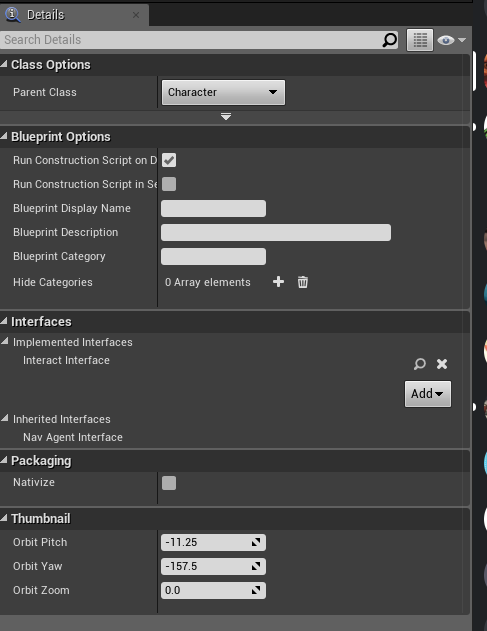 Details
Search Details
Class Options
Parent Class Character
Blueprint Options
Run Construction Script on D
Run Construction Script in Se
Blueprint Display Name
Blueprint Description
Blueprint Category
Hide Categories 0 Array elements
Interfaces
Implemented Interfaces
Interact Interface
Add
Inherited Interfaces
Nav Agent Interface
Packaging
Nativize
Thumbnail
Orbit Pitch -11.25
Orbit Yaw -157.5
Orbit Zoom 0.0